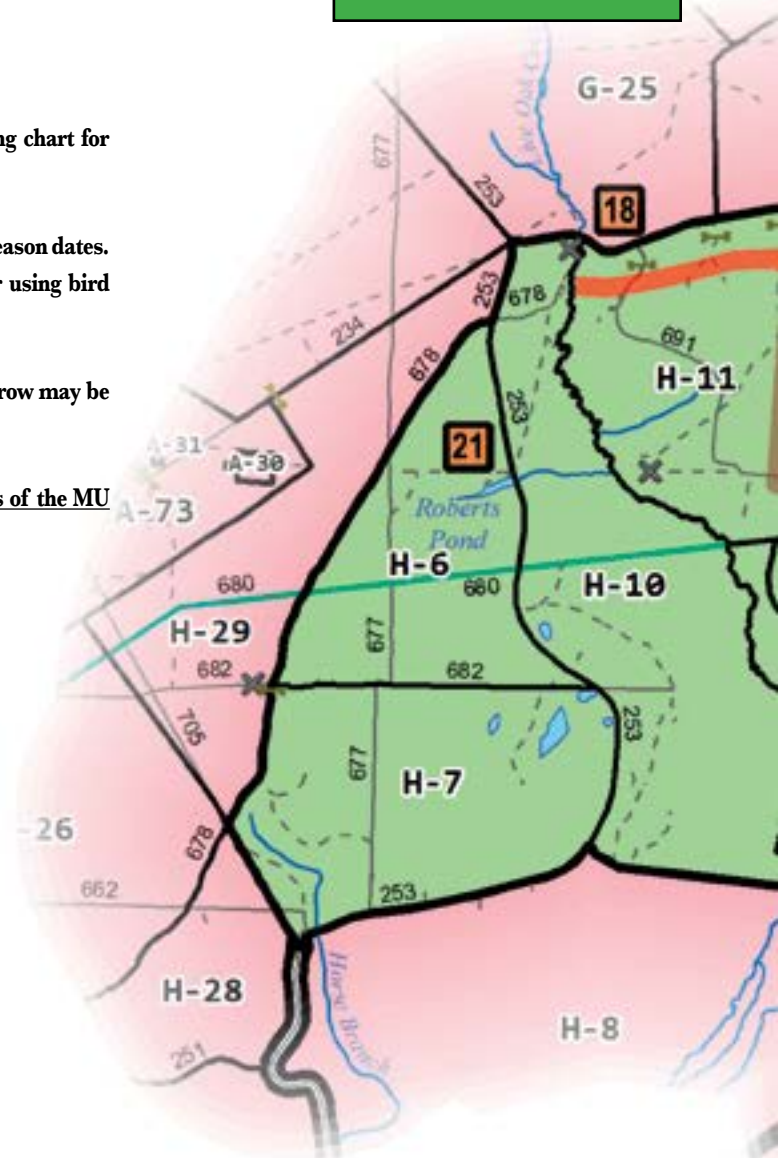 ng chart for
eason dates.
r using bird
row may be
s of the MU
G-25
677
253
18
253
678
234
678
691
H-11
253
A-31
A-30
21
A-73
Roberts
Pond
H-6
680
680
H-10
H-29
677
682
682
705
253
677
H-7
-26
678
662
253
H-28
H-8
251